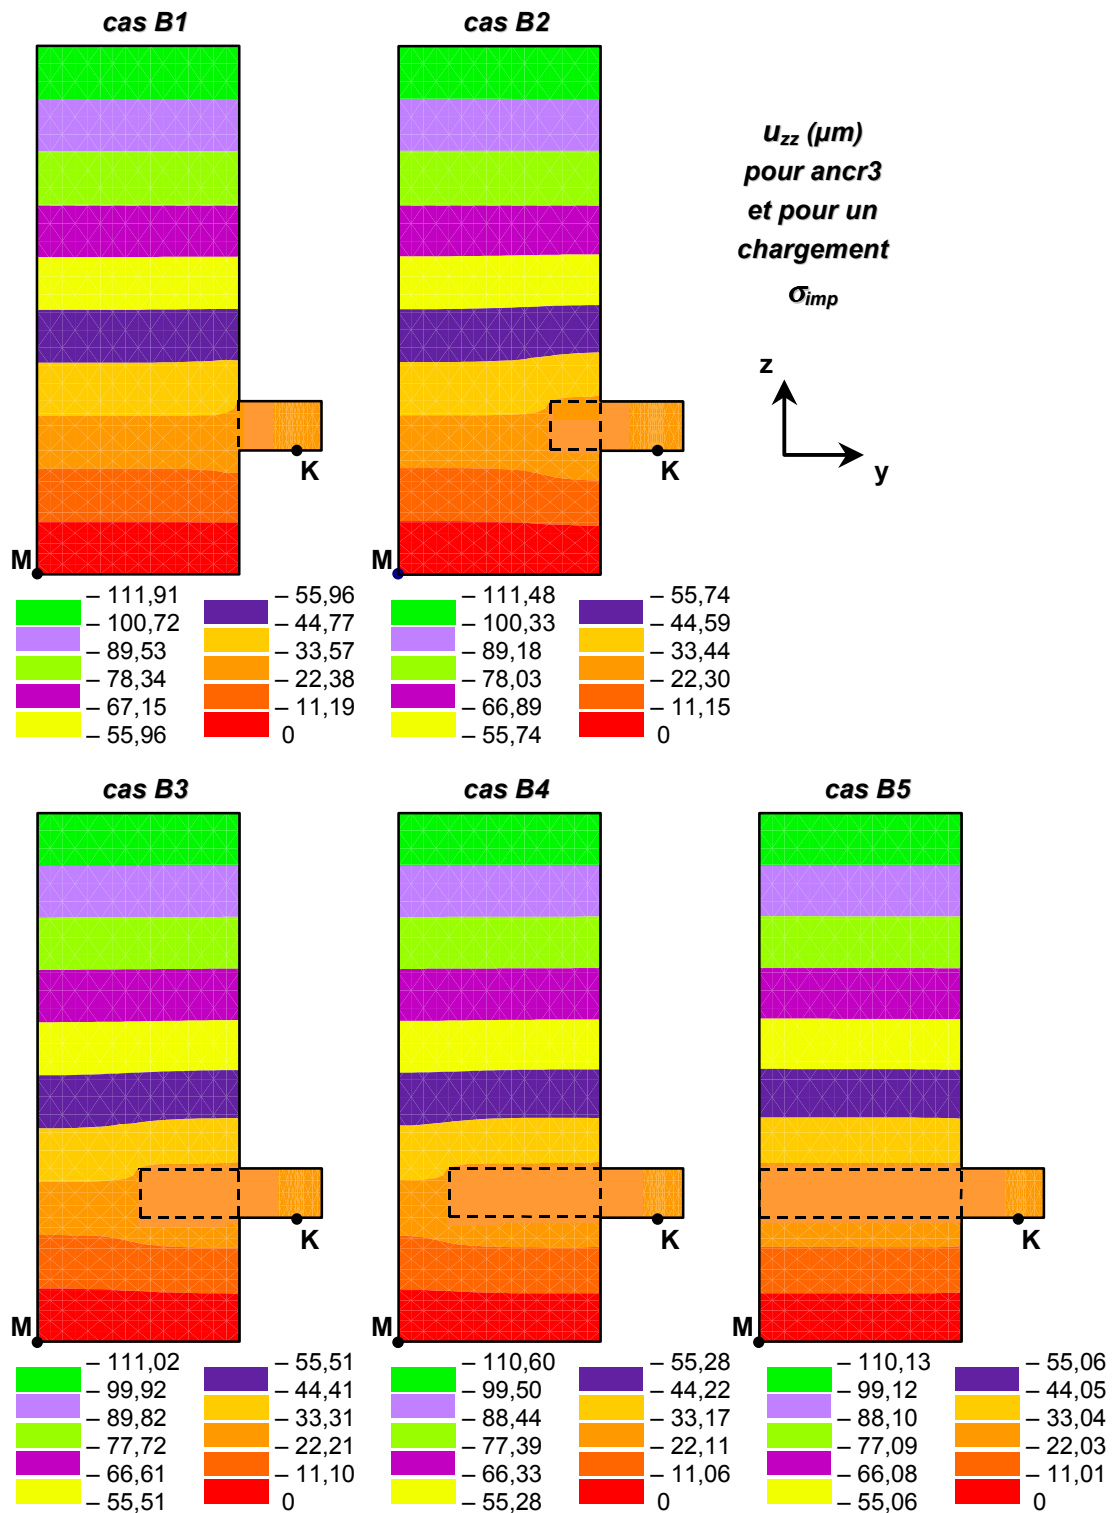 cas B1
cas B2
u_zz (µm)
pour ancr3
et pour un
chargement
σ_imp
z
y
K
K
M
M
– 111,91
– 100,72
– 89,53
– 78,34
– 67,15
– 55,96
– 55,96
– 44,77
– 33,57
– 22,38
– 11,19
0
– 111,48
– 100,33
– 89,18
– 78,03
– 66,89
– 55,74
– 55,74
– 44,59
– 33,44
– 22,30
– 11,15
0
cas B3
cas B4
cas B5
K
K
K
M
M
M
– 111,02
– 99,92
– 89,82
– 77,72
– 66,61
– 55,51
– 55,51
– 44,41
– 33,31
– 22,21
– 11,10
0
– 110,60
– 99,50
– 88,44
– 77,39
– 66,33
– 55,28
– 55,28
– 44,22
– 33,17
– 22,11
– 11,06
0
– 110,13
– 99,12
– 88,10
– 77,09
– 66,08
– 55,06
– 55,06
– 44,05
– 33,04
– 22,03
– 11,01
0